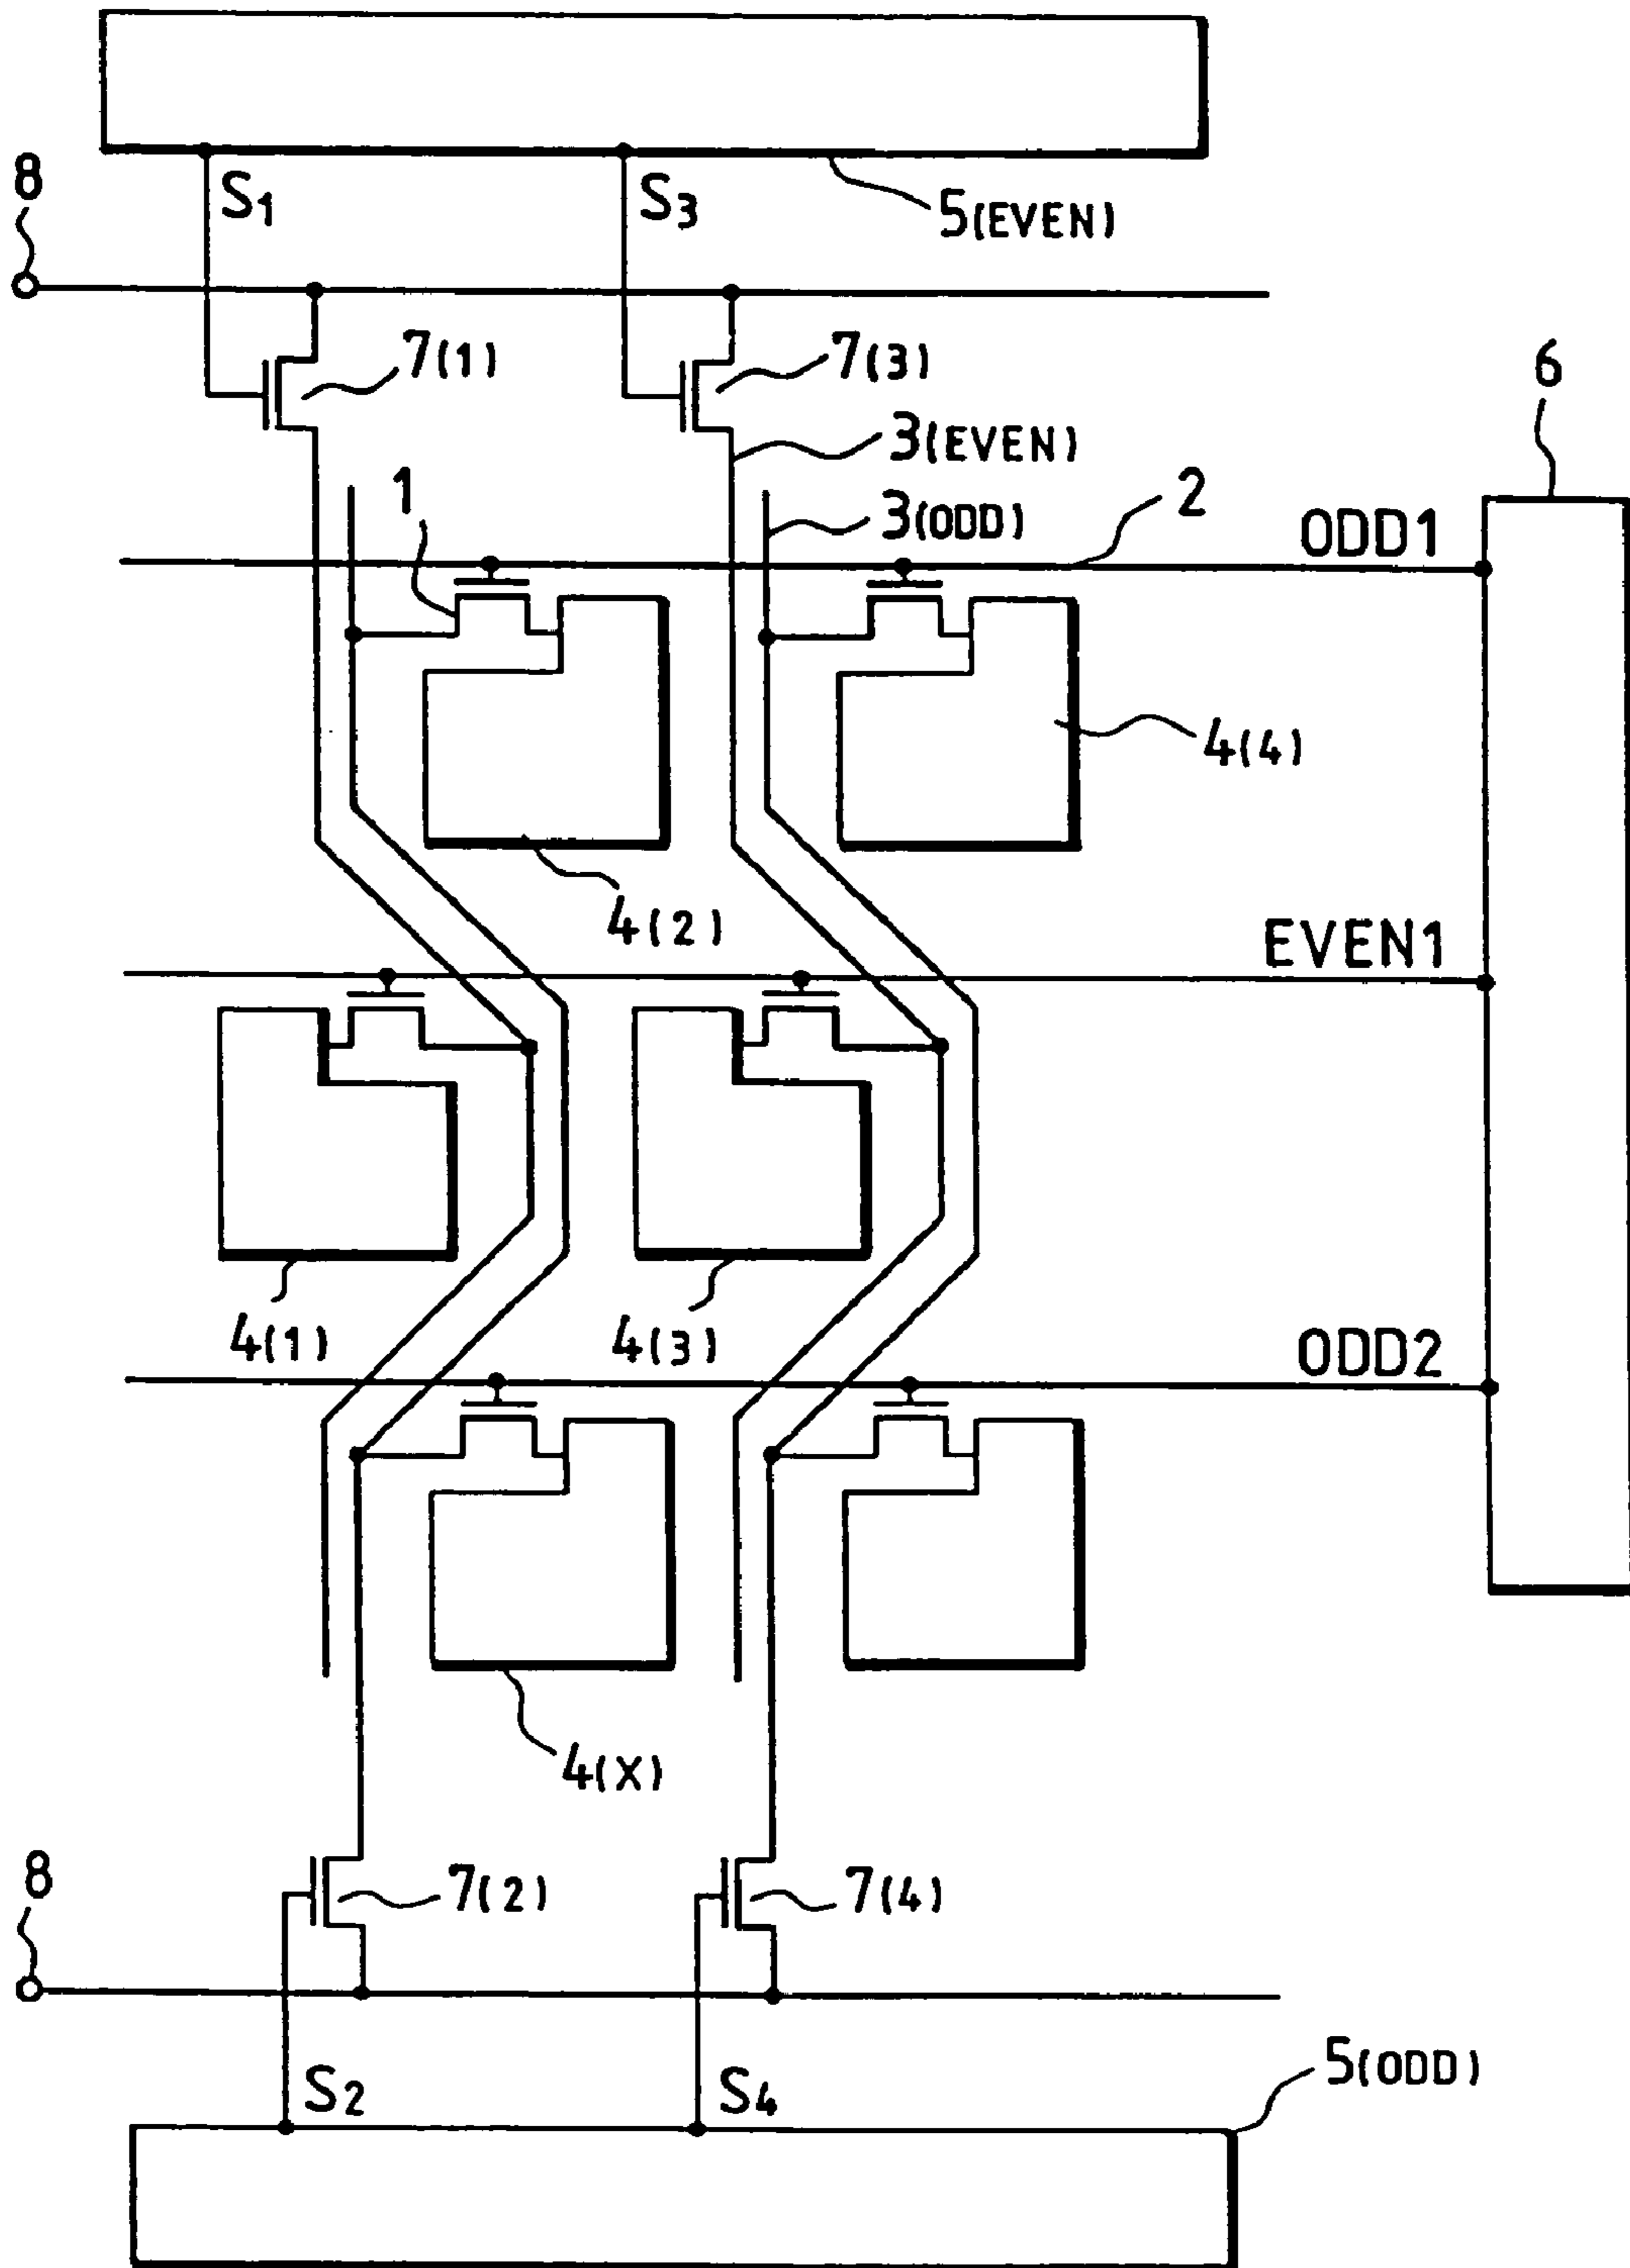 8
S1
S3
5(EVEN)
7(1)
7(3)
6
3(EVEN)
1
3(ODD)
2
ODD1
4(4)
4(2)
EVEN1
4(1)
4(3)
ODD2
4(X)
8
7(2)
7(4)
S2
S4
5(ODD)